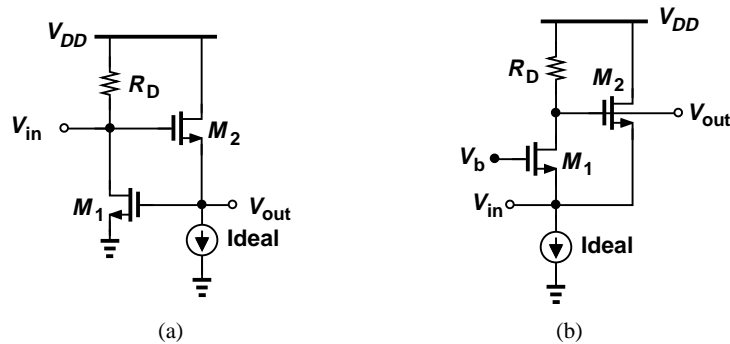 V_DD
R_D
V_in
M_2
M_1
V_out
Ideal
(a)
V_DD
R_D
M_2
V_out
V_b
M_1
V_in
Ideal
(b)